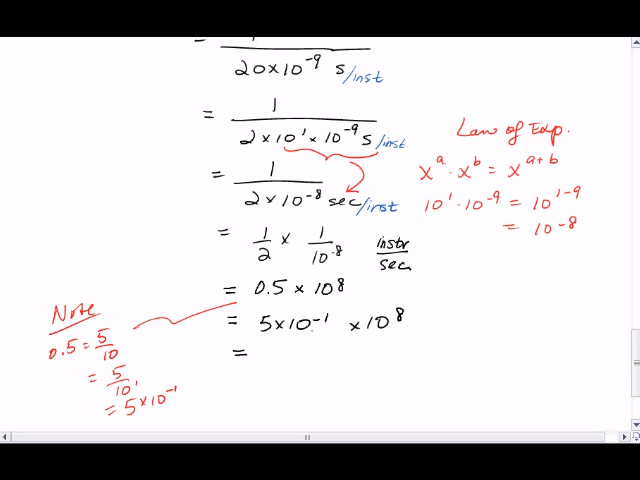 =
20×10⁻⁹ s/inst
= 1
2×10¹×10⁻⁹ s/inst
= 1
2×10⁻⁸ sec/inst
= 1/2 × 1/10⁻⁸ instr/sec
= 0.5 × 10⁸
= 5×10⁻¹ ×10⁸
=
Law of Exp.
xᵃ · xᵇ = xᵃ⁺ᵇ
10¹ · 10⁻⁹ = 10¹⁻⁹
= 10⁻⁸
Note
0.5 = 5/10
= 5/10¹
= 5×10⁻¹